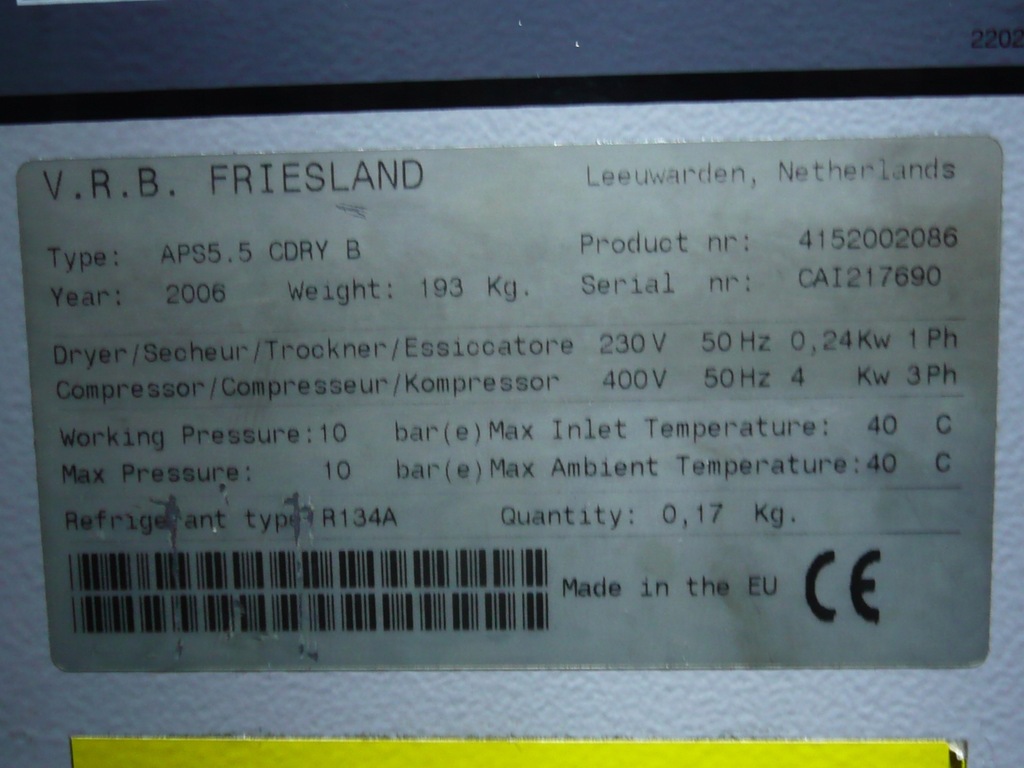 2202
V.R.B. FRIESLAND Leeuwarden, Netherlands
Type: APS5.5 CDRY B Product nr: 4152002086
Year: 2006 Weight: 193 Kg. Serial nr: CAI217690
Dryer/Secheur/Trockner/Essiccatore 230V 50Hz 0,24Kw 1Ph
Compressor/Compresseur/Kompressor 400V 50Hz 4 Kw 3Ph
Working Pressure:10 bar(e) Max Inlet Temperature: 40 C
Max Pressure: 10 bar(e) Max Ambient Temperature:40 C
Refrigerant type: R134A Quantity: 0,17 Kg.
Made in the EU CE